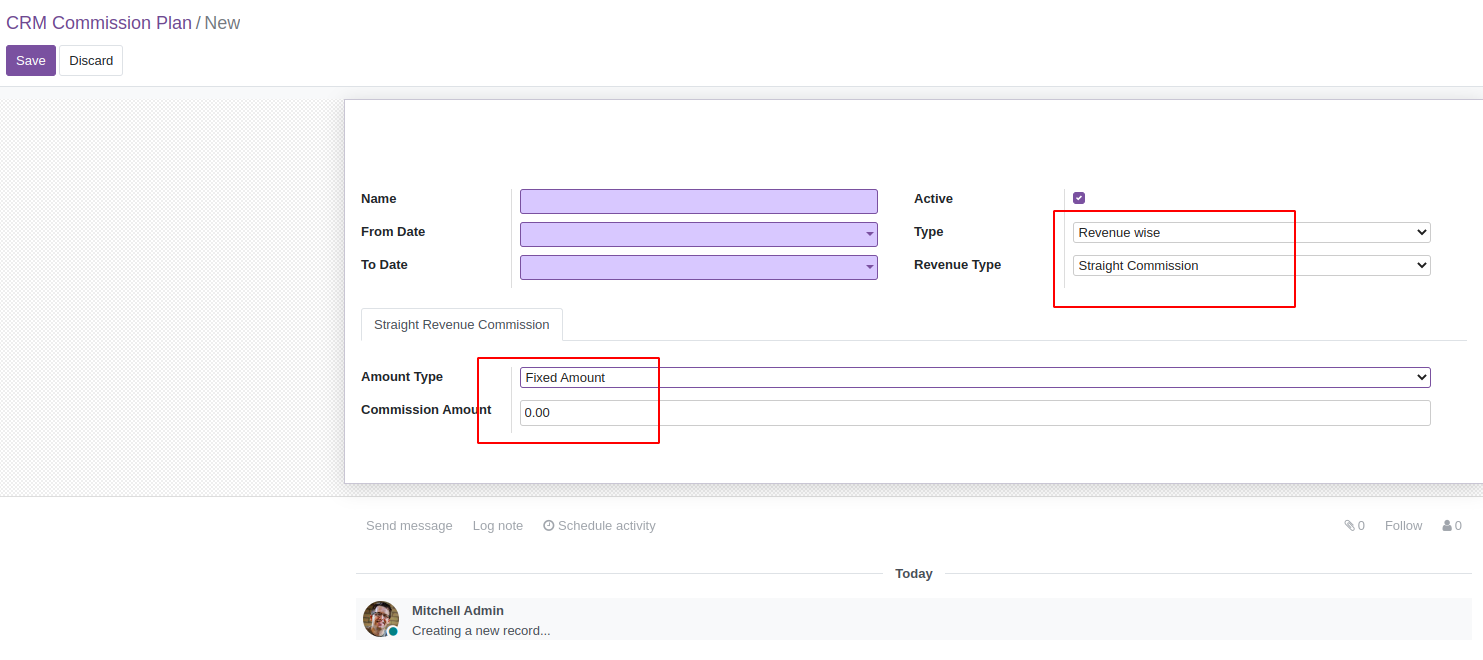 CRM Commission Plan / New
Save Discard
Name
From Date
To Date
Active
Type Revenue wise
Revenue Type Straight Commission
Straight Revenue Commission
Amount Type Fixed Amount
Commission Amount 0.00
Send message Log note Schedule activity 0 Follow 0
Today
Mitchell Admin
Creating a new record...